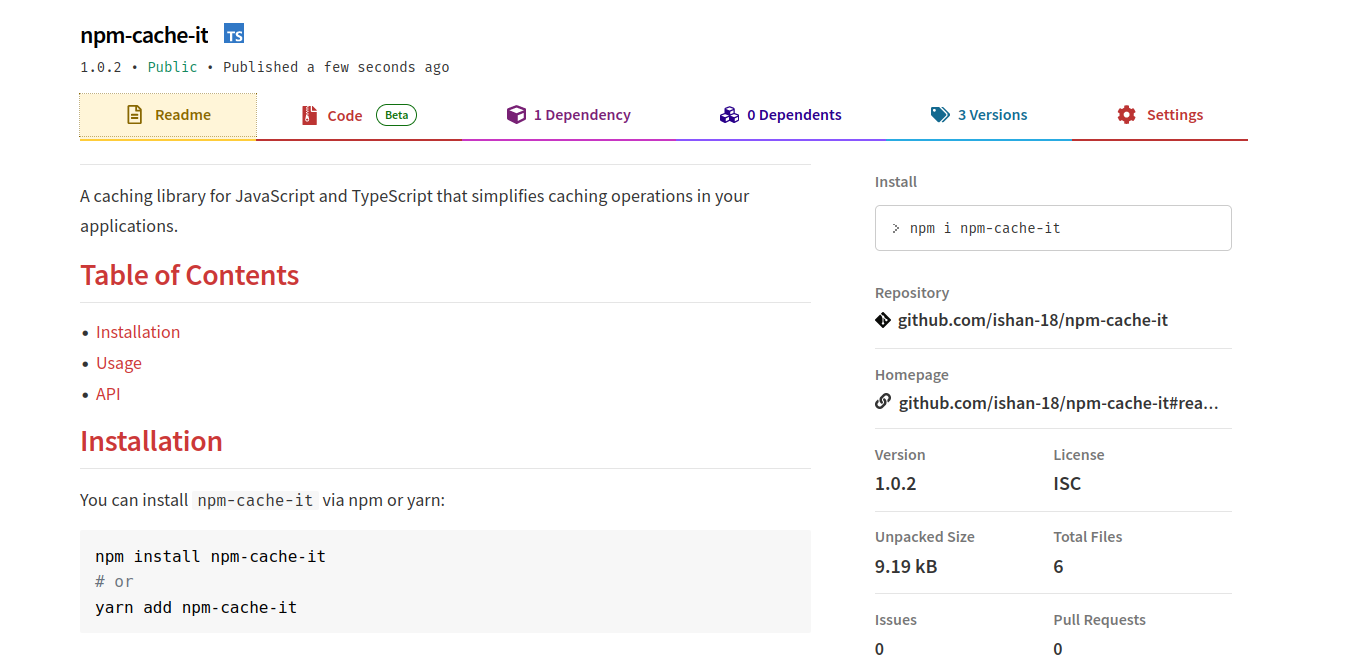 npm-cache-it TS
1.0.2 • Public • Published a few seconds ago
Readme
Code Beta
1 Dependency
0 Dependents
3 Versions
Settings
A caching library for JavaScript and TypeScript that simplifies caching operations in your
applications.
Table of Contents
• Installation
• Usage
• API
Installation
You can install npm-cache-it via npm or yarn:
npm install npm-cache-it
# or
yarn add npm-cache-it
Install
> npm i npm-cache-it
Repository
github.com/ishan-18/npm-cache-it
Homepage
github.com/ishan-18/npm-cache-it#rea...
Version License
1.0.2 ISC
Unpacked Size Total Files
9.19 kB 6
Issues Pull Requests
0 0